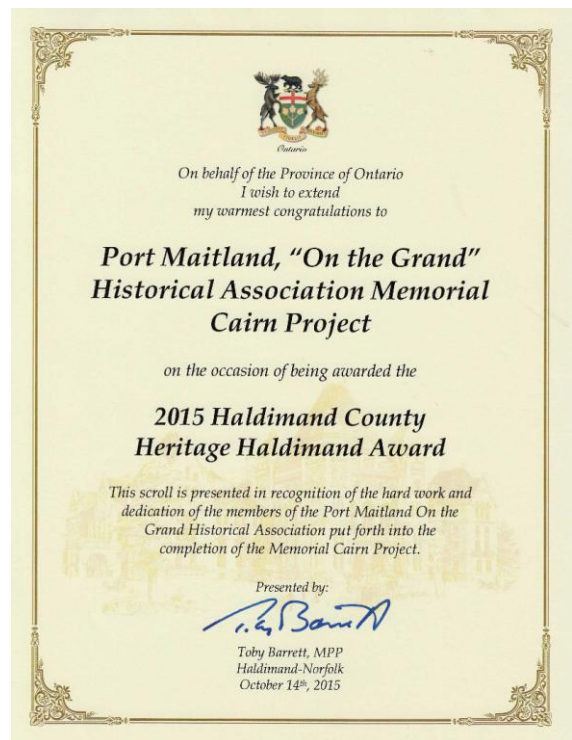 Ontario
On behalf of the Province of Ontario
I wish to extend
my warmest congratulations to
Port Maitland, “On the Grand”
Historical Association Memorial
Cairn Project
on the occasion of being awarded the
2015 Haldimand County
Heritage Haldimand Award
This scroll is presented in recognition of the hard work and
dedication of the members of the Port Maitland On the
Grand Historical Association put forth into the
completion of the Memorial Cairn Project.
Presented by:
Toby Barrett
Toby Barrett, MPP
Haldimand-Norfolk
October 14th, 2015